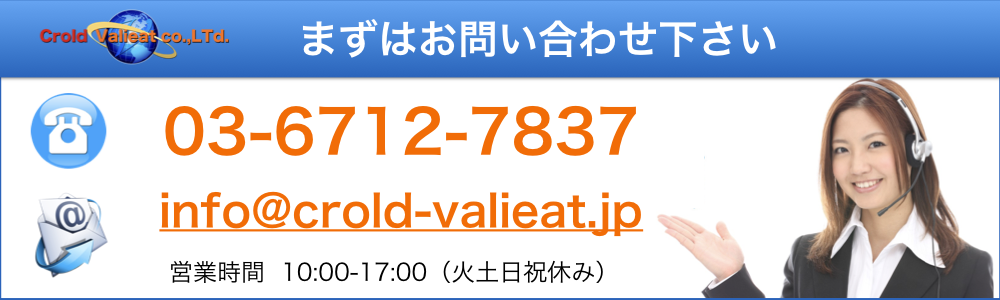 Crold Valieat co.,LTd.
まずはお問い合わせ下さい
03-6712-7837
@
info@crold-valieat.jp
営業時間 10:00-17:00（火土日祝休み）